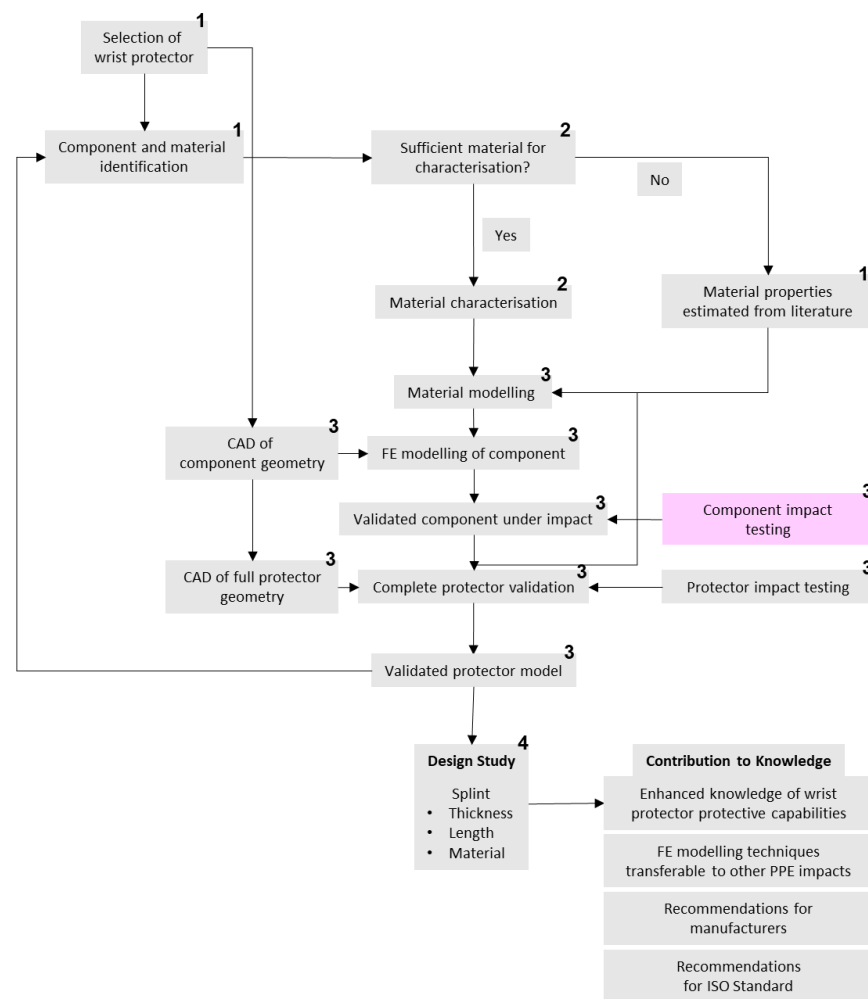 1
Selection of
wrist protector
1
Component and material
identification
2
Sufficient material for
characterisation?
No
Yes
2
Material characterisation
1
Material properties
estimated from literature
3
Material modelling
3
CAD of
component geometry
3
FE modelling of component
3
Validated component under impact
3
Component impact
testing
3
CAD of full protector
geometry
3
Complete protector validation
3
Protector impact testing
3
Validated protector model
4
Design Study
Splint
• Thickness
• Length
• Material
Contribution to Knowledge
Enhanced knowledge of wrist
protector protective capabilities
FE modelling techniques
transferable to other PPE impacts
Recommendations for
manufacturers
Recommendations
for ISO Standard